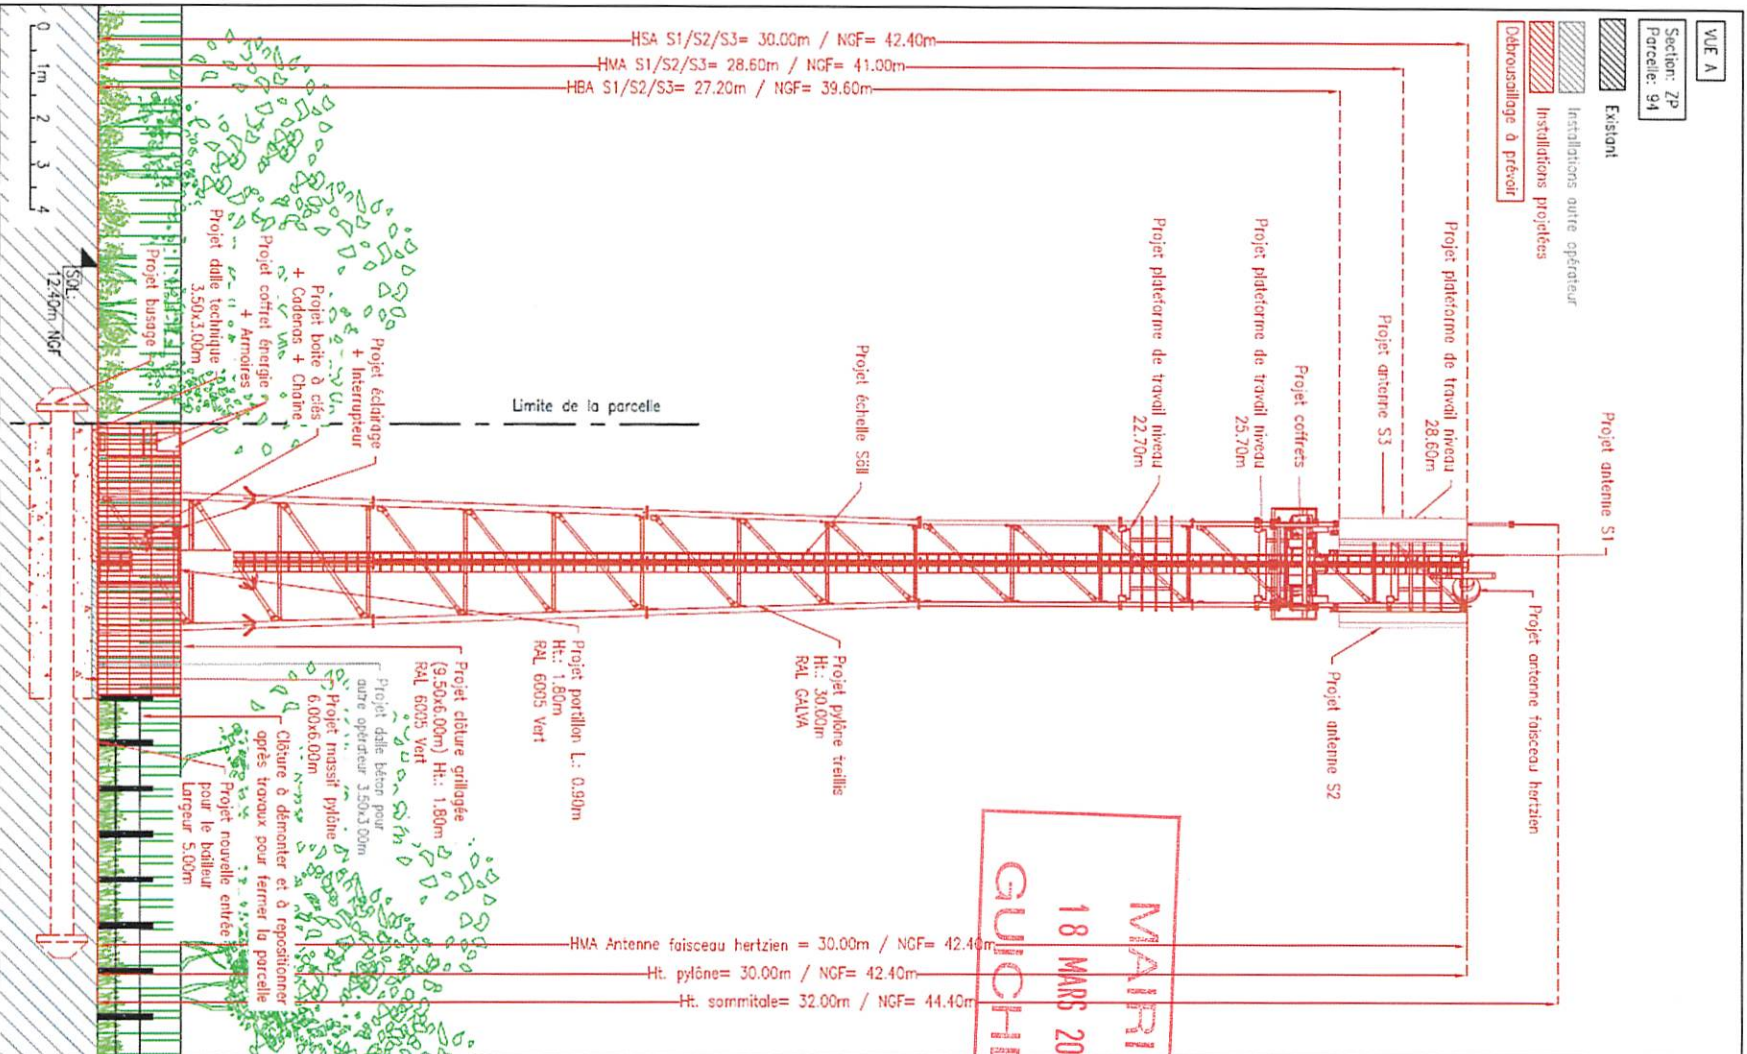 VUE A
Section: ZP
Parcelle: 94
Existant
Installations autre opérateur
Installations projetées
Débrousaillage à prévoir
HSA S1/S2/S3= 30.00m / NGF= 42.40m
HMA S1/S2/S3= 28.60m / NGF= 41.00m
HBA S1/S2/S3= 27.20m / NGF= 39.60m
Projet antenne S1
Projet plateforme de travail niveau
28.60m
Projet antenne S3
Projet coffrets
Projet plateforme de travail niveau
25.70m
Projet plateforme de travail niveau
22.70m
Projet antenne faisceau hertzien
Projet antenne S2
Projet échelle Söll
Projet pylône treillis
Ht.: 30.00m
RAL GALVA
Limite de la parcelle
Projet portillon L.: 0.90m
Ht.: 1.80m
RAL 6005 Vert
Projet clôture grillagée
(9.50x6.00m) Ht.: 1.80m
RAL 6005 Vert
Projet dalle béton pour
autre opérateur 3.50x3.00m
Projet massif pylône
6.00x6.00m
Clôture à démonter et à repositionner
après travaux pour fermer la parcelle
Projet nouvelle entrée
pour le bailleur
Largeur 5.00m
Projet éclairage
+ Interrupteur
Projet boite à clés
+ Cadenas + Chaine
Projet coffret énergie
+ Armoires
Projet dalle technique
3.50x3.00m
Projet busage
SOL:
12.40m NGF
0 1m 2 3 4
HMA Antenne faisceau hertzien = 30.00m / NGF= 42.40m
Ht. pylône= 30.00m / NGF= 42.40m
Ht. sommitale= 32.00m / NGF= 44.40m
MAIRI
18 MARS 20
GUICHE